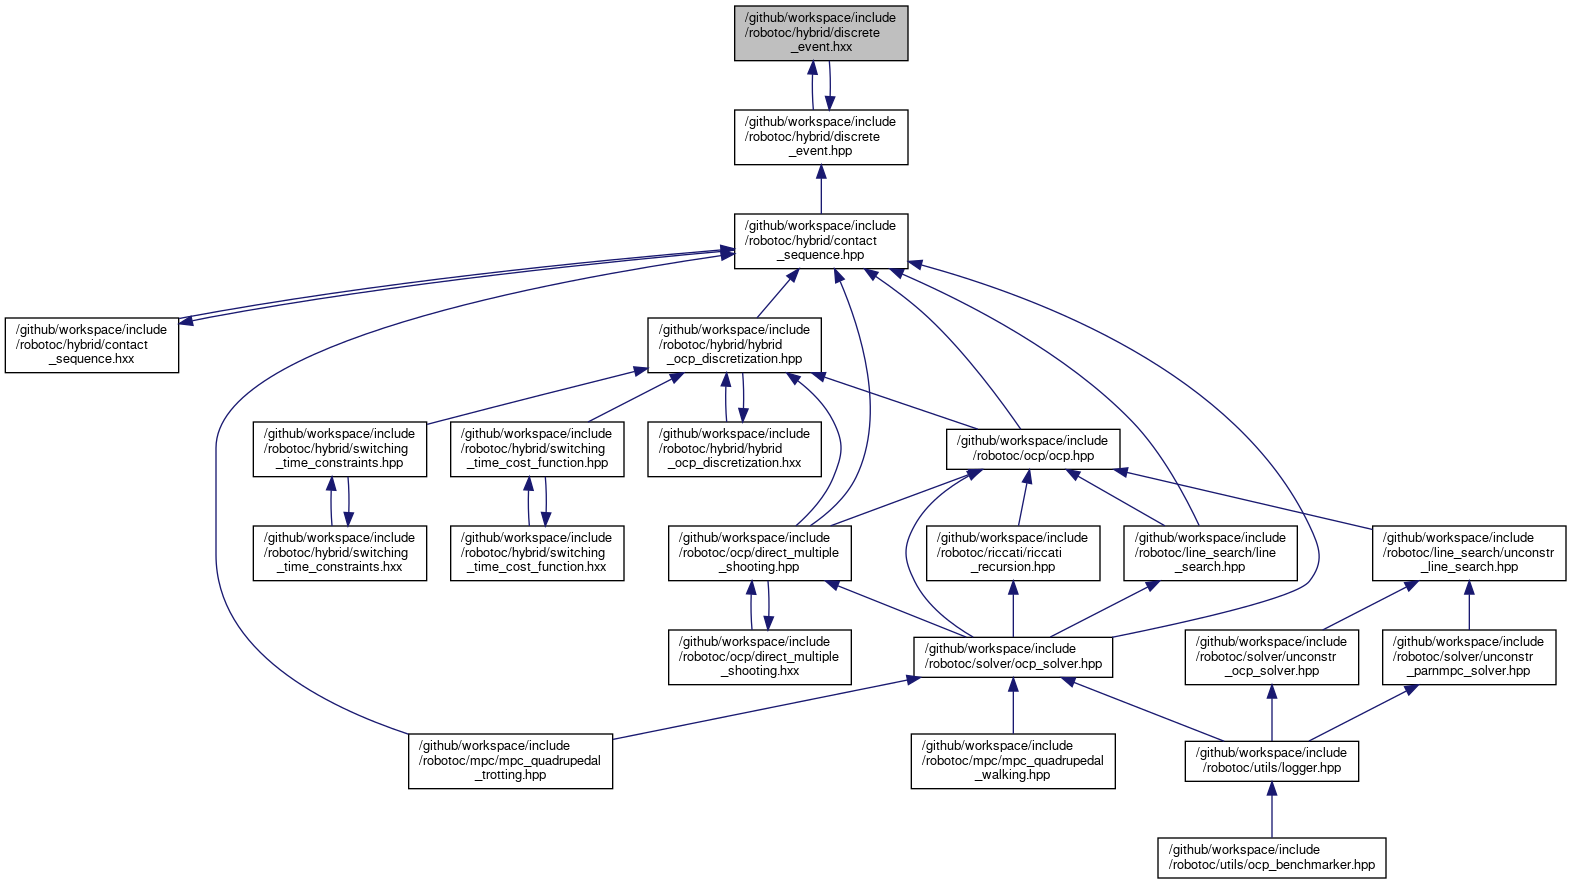 /github/workspace/include
/robotoc/hybrid/discrete
_event.hxx
/github/workspace/include
/robotoc/hybrid/discrete
_event.hpp
/github/workspace/include
/robotoc/hybrid/contact
_sequence.hpp
/github/workspace/include
/robotoc/hybrid/contact
_sequence.hxx
/github/workspace/include
/robotoc/hybrid/hybrid
_ocp_discretization.hpp
/github/workspace/include
/robotoc/hybrid/switching
_time_constraints.hpp
/github/workspace/include
/robotoc/hybrid/switching
_time_cost_function.hpp
/github/workspace/include
/robotoc/hybrid/hybrid
_ocp_discretization.hxx
/github/workspace/include
/robotoc/ocp/ocp.hpp
/github/workspace/include
/robotoc/hybrid/switching
_time_constraints.hxx
/github/workspace/include
/robotoc/hybrid/switching
_time_cost_function.hxx
/github/workspace/include
/robotoc/ocp/direct_multiple
_shooting.hpp
/github/workspace/include
/robotoc/riccati/riccati
_recursion.hpp
/github/workspace/include
/robotoc/line_search/line
_search.hpp
/github/workspace/include
/robotoc/line_search/unconstr
_line_search.hpp
/github/workspace/include
/robotoc/ocp/direct_multiple
_shooting.hxx
/github/workspace/include
/robotoc/solver/ocp_solver.hpp
/github/workspace/include
/robotoc/solver/unconstr
_ocp_solver.hpp
/github/workspace/include
/robotoc/solver/unconstr
_parnmpc_solver.hpp
/github/workspace/include
/robotoc/mpc/mpc_quadrupedal
_trotting.hpp
/github/workspace/include
/robotoc/mpc/mpc_quadrupedal
_walking.hpp
/github/workspace/include
/robotoc/utils/logger.hpp
/github/workspace/include
/robotoc/utils/ocp_benchmarker.hpp